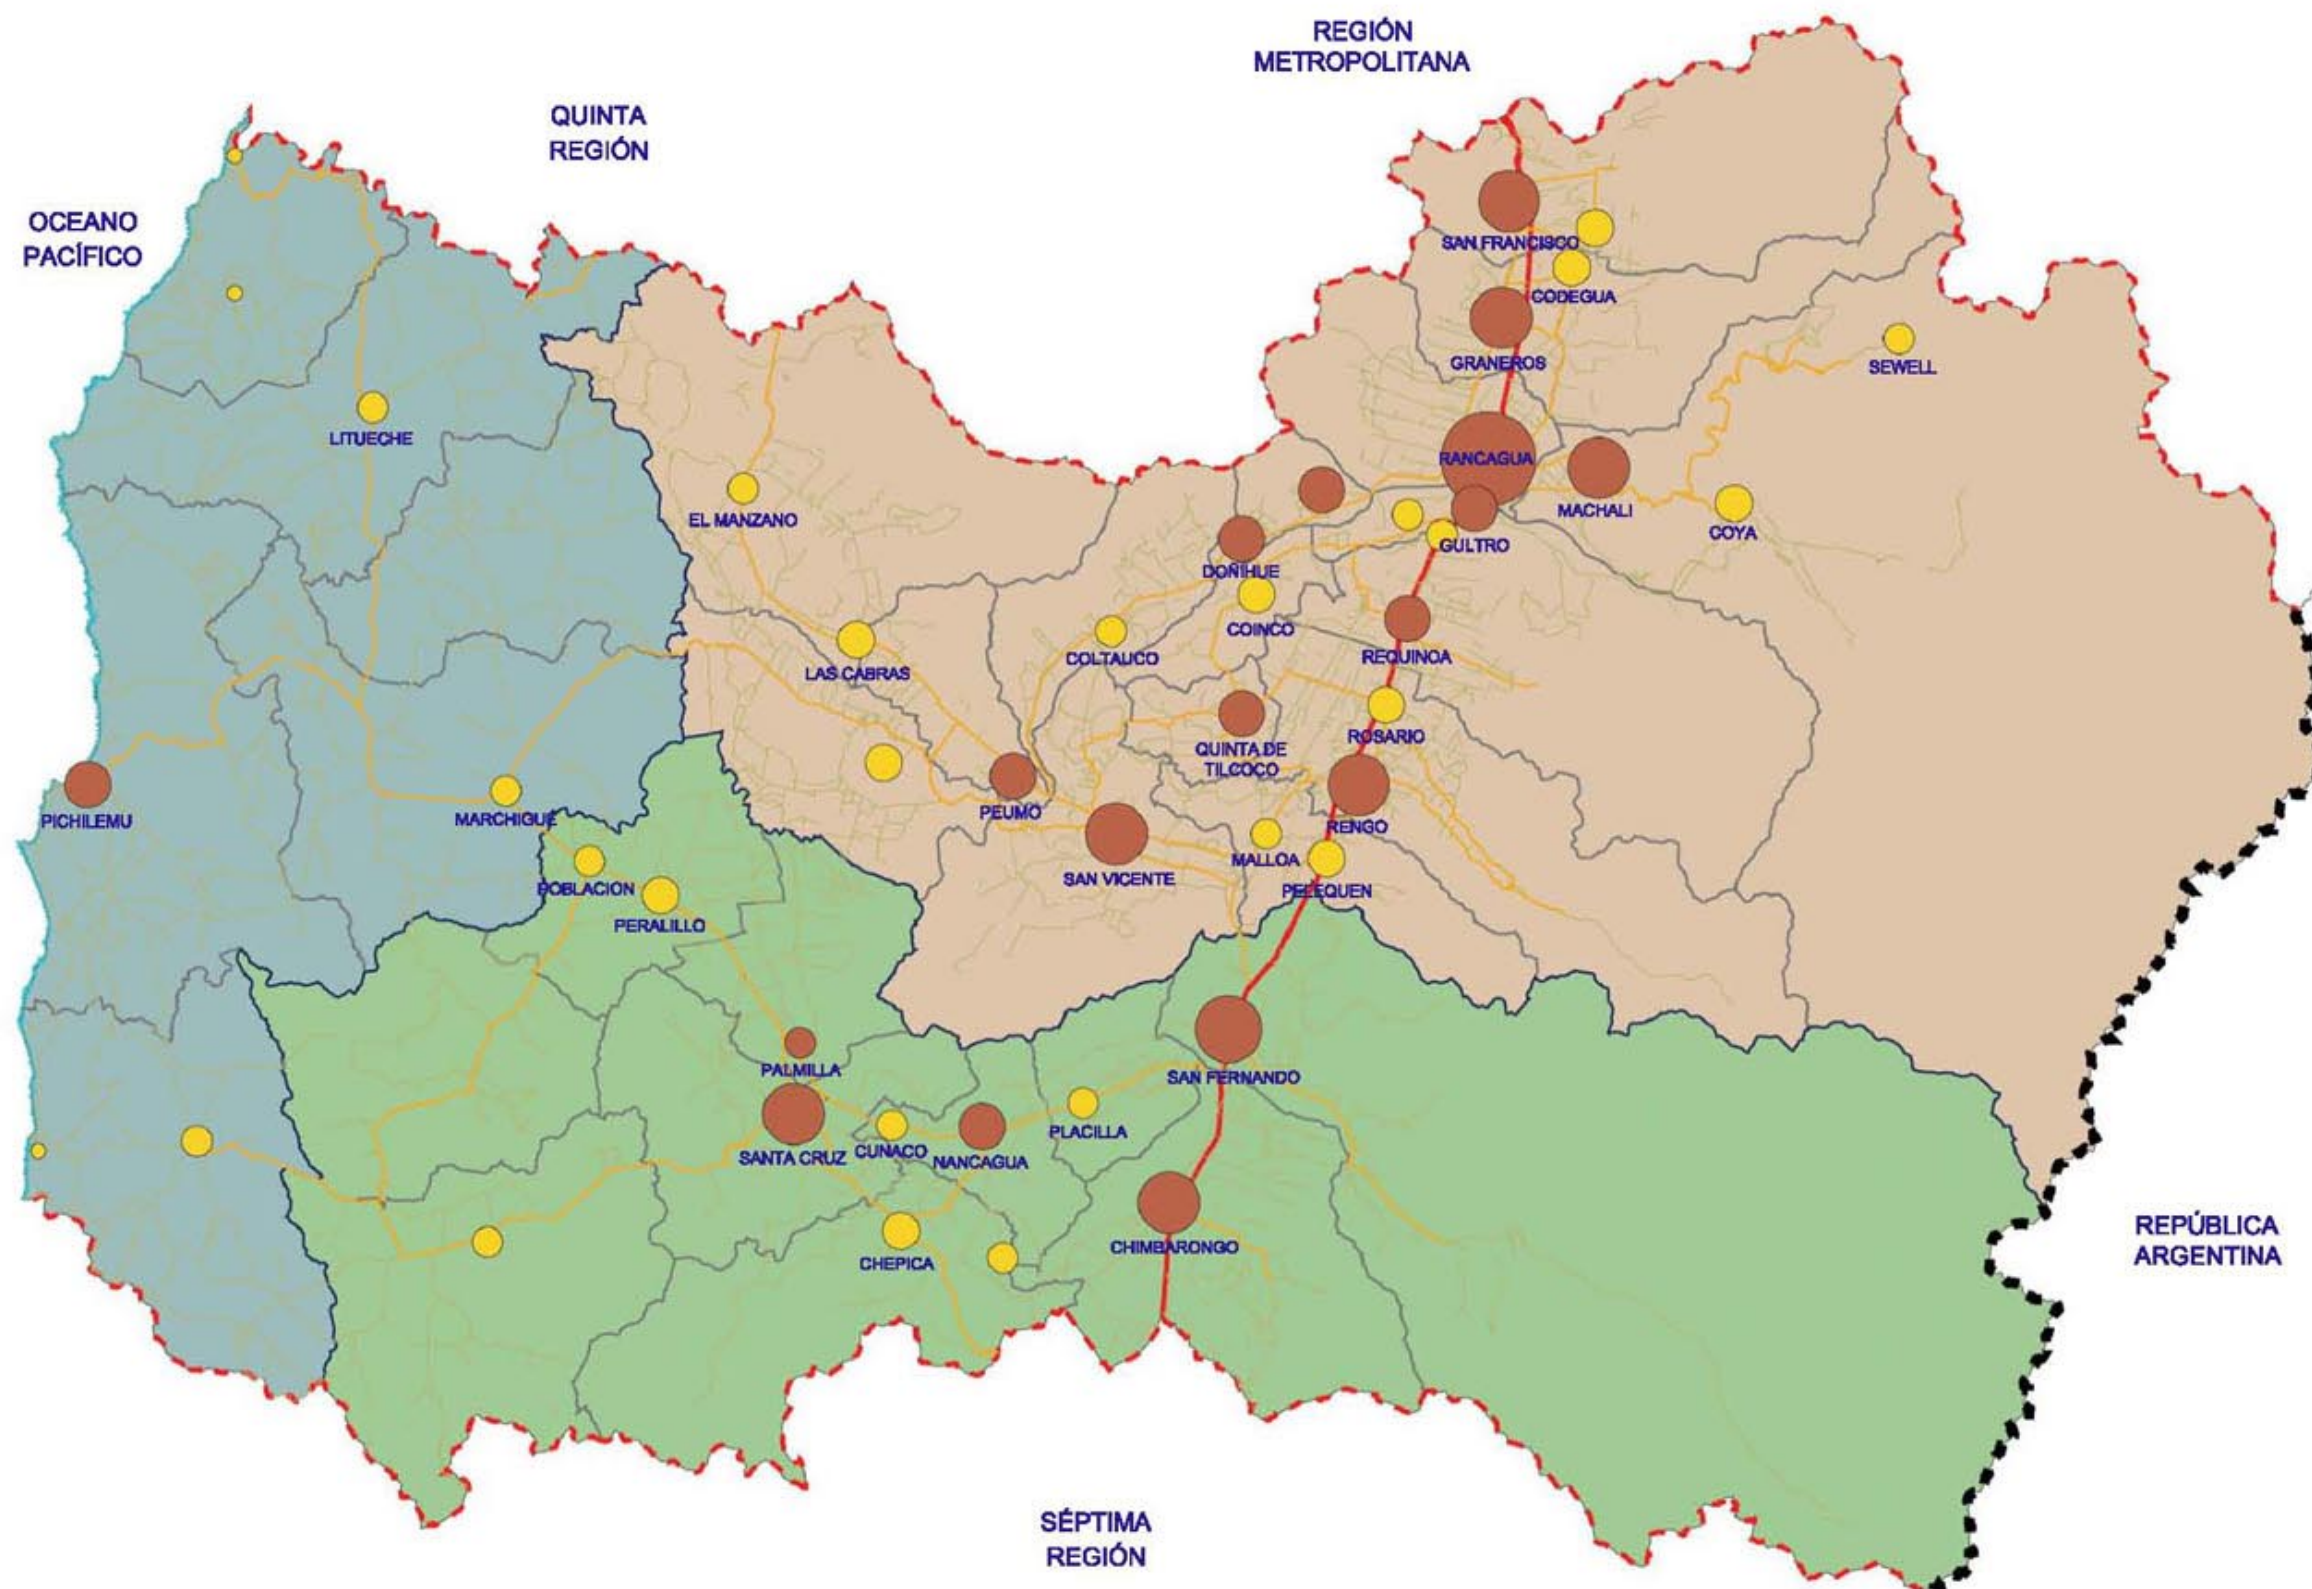 REGIÓN
METROPOLITANA
QUINTA
REGIÓN
OCEANO
PACÍFICO
SAN FRANCISCO
CODEGUA
GRANEROS
SEWELL
LITUECHE
RANCAGUA
EL MANZANO
MACHALI
COYA
GULTRO
DOÑIHUE
COINCO
COLTAUCO
REQUINOA
LAS CABRAS
ROSARIO
QUINTA DE
TILCOCO
PICHILEMU
MARCHIGUE
PEUMO
RENGO
MALLOA
SAN VICENTE
POBLACION
PELEQUEN
PERALILLO
PALMILLA
SAN FERNANDO
PLACILLA
SANTA CRUZ
CUNACO
NANCAGUA
CHIMBARONGO
CHEPICA
REPÚBLICA
ARGENTINA
SÉPTIMA
REGIÓN